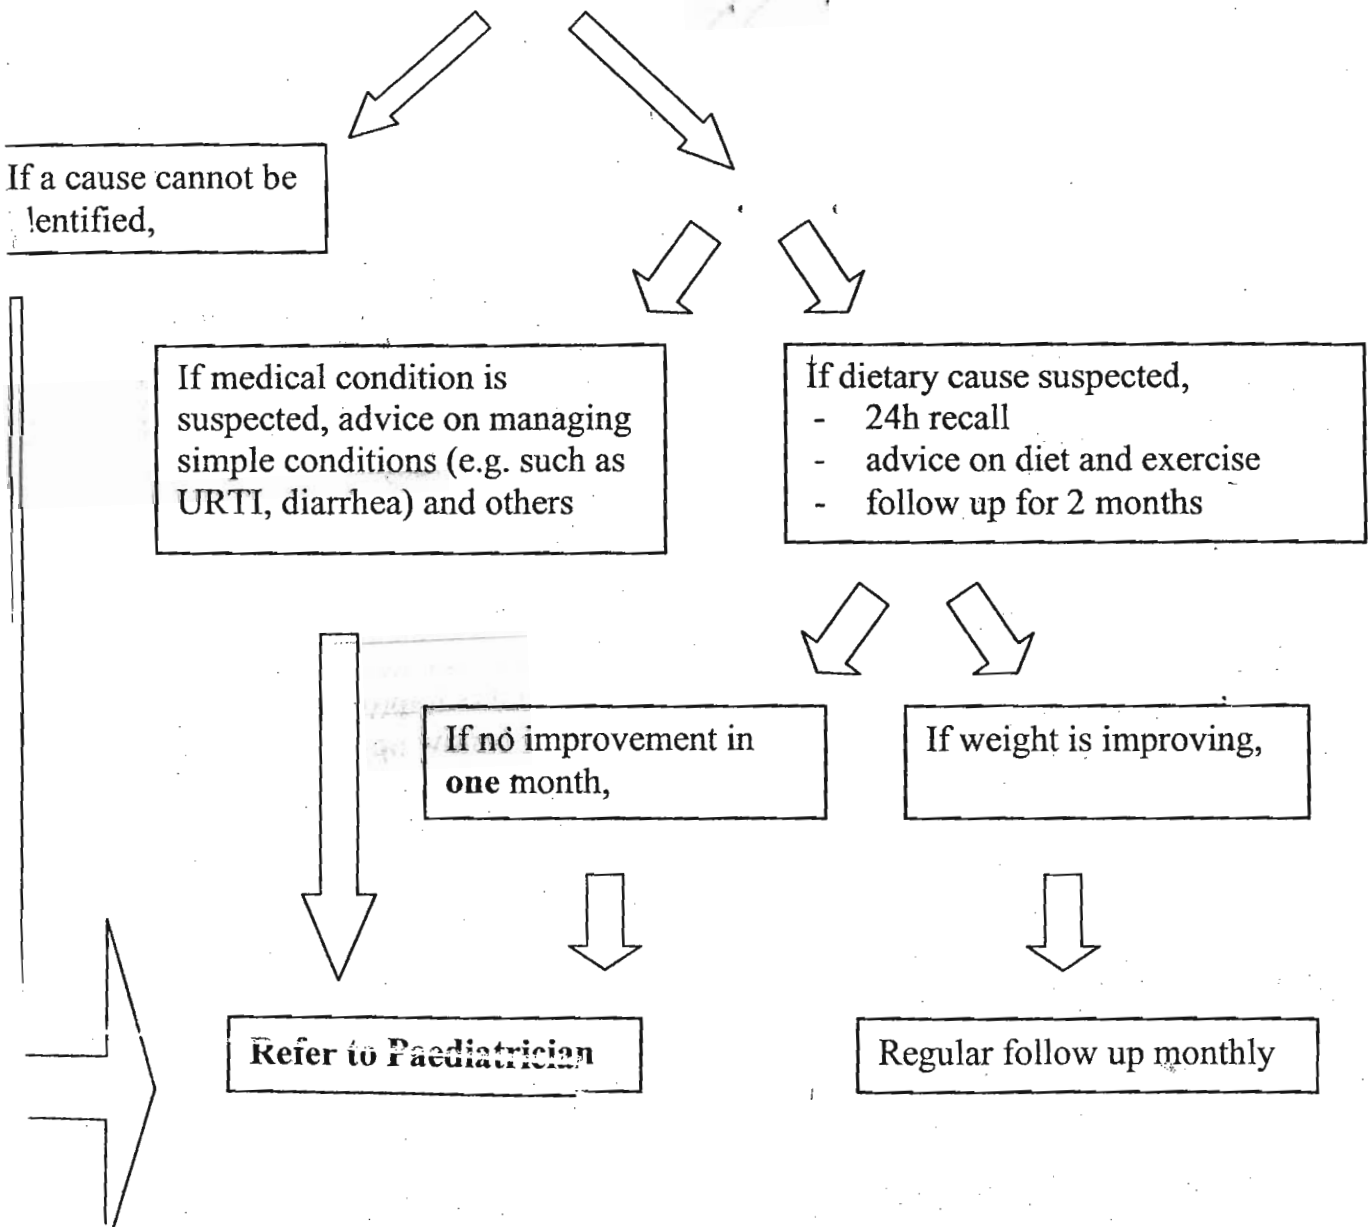 If a cause cannot be
lentified,
If medical condition is
suspected, advice on managing
simple conditions (e.g. such as
URTI, diarrhea) and others
If dietary cause suspected,
- 24h recall
- advice on diet and exercise
- follow up for 2 months
If no improvement in
one month,
If weight is improving,
Refer to Paediatrician
Regular follow up monthly